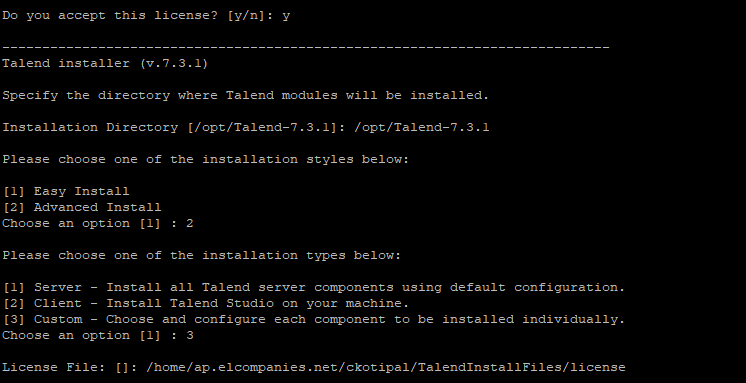 Do you accept this license? [y/n]: y
----------------------------------------------------------------------------
Talend installer (v.7.3.1)
Specify the directory where Talend modules will be installed.
Installation Directory [/opt/Talend-7.3.1]: /opt/Talend-7.3.1
Please choose one of the installation styles below:
[1] Easy Install
[2] Advanced Install
Choose an option [1] : 2
Please choose one of the installation types below:
[1] Server - Install all Talend server components using default configuration.
[2] Client - Install Talend Studio on your machine.
[3] Custom - Choose and configure each component to be installed individually.
Choose an option [1] : 3
License File: []: /home/ap.elcompanies.net/ckotipal/TalendInstallFiles/license